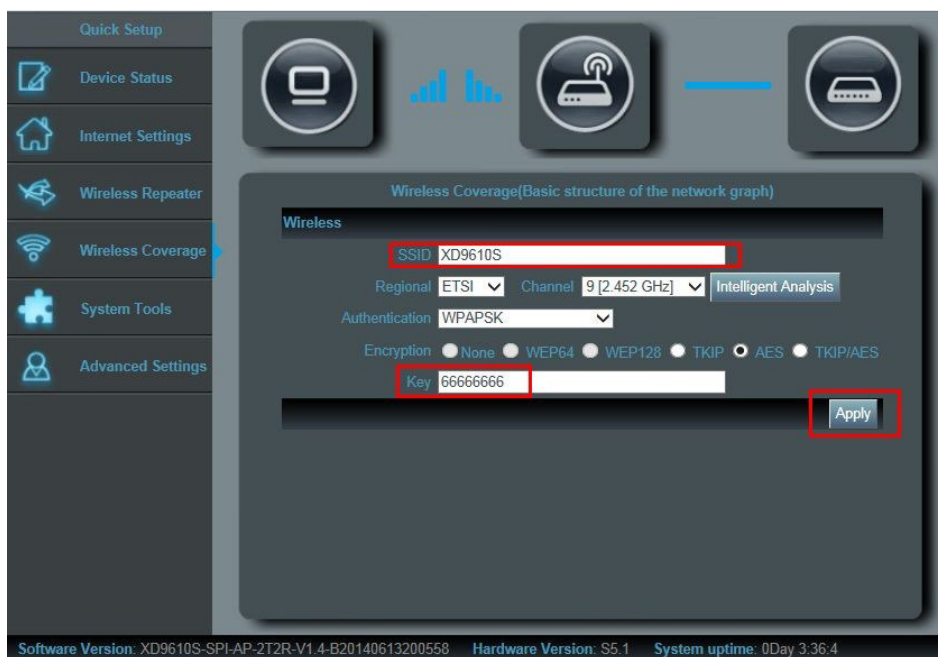 Quick Setup
Device Status
Internet Settings
Wireless Repeater
Wireless Coverage
System Tools
Advanced Settings
Wireless Coverage(Basic structure of the network graph)
Wireless
SSID XD9610S
Regional ETSI Channel 9 [2.452 GHz] Intelligent Analysis
Authentication WPAPSK
Encryption None WEP64 WEP128 TKIP AES TKIP/AES
Key 66666666
Apply
Software Version: XD9610S-SPI-AP-2T2R-V1.4-B20140613200558 Hardware Version: S5.1 System uptime: 0Day 3:36:4